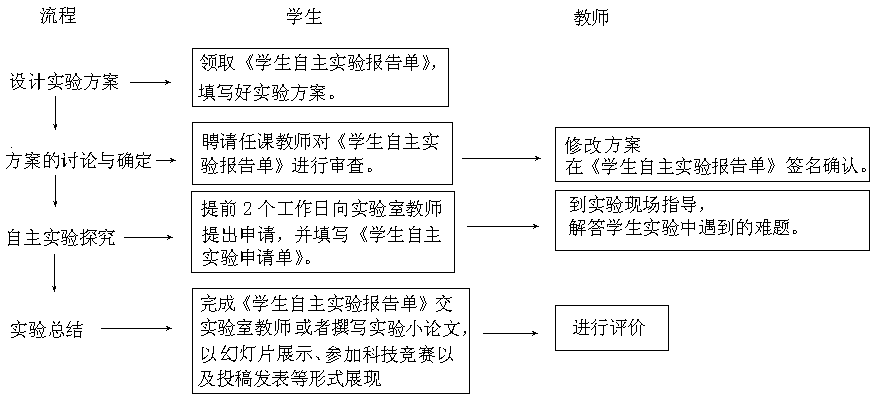 流程 学生 教师
设计实验方案
领取《学生自主实验报告单》，
填写好实验方案。
方案的讨论与确定
聘请任课教师对《学生自主实
验报告单》进行审查。
修改方案
在《学生自主实验报告单》签名确认。
自主实验探究
提前2个工作日向实验室教师
提出申请，并填写《学生自主
实验申请单》。
到实验现场指导，
解答学生实验中遇到的难题。
实验总结
完成《学生自主实验报告单》交
实验室教师或者撰写实验小论文，
以幻灯片展示、参加科技竞赛以
及投稿发表等形式展现
进行评价